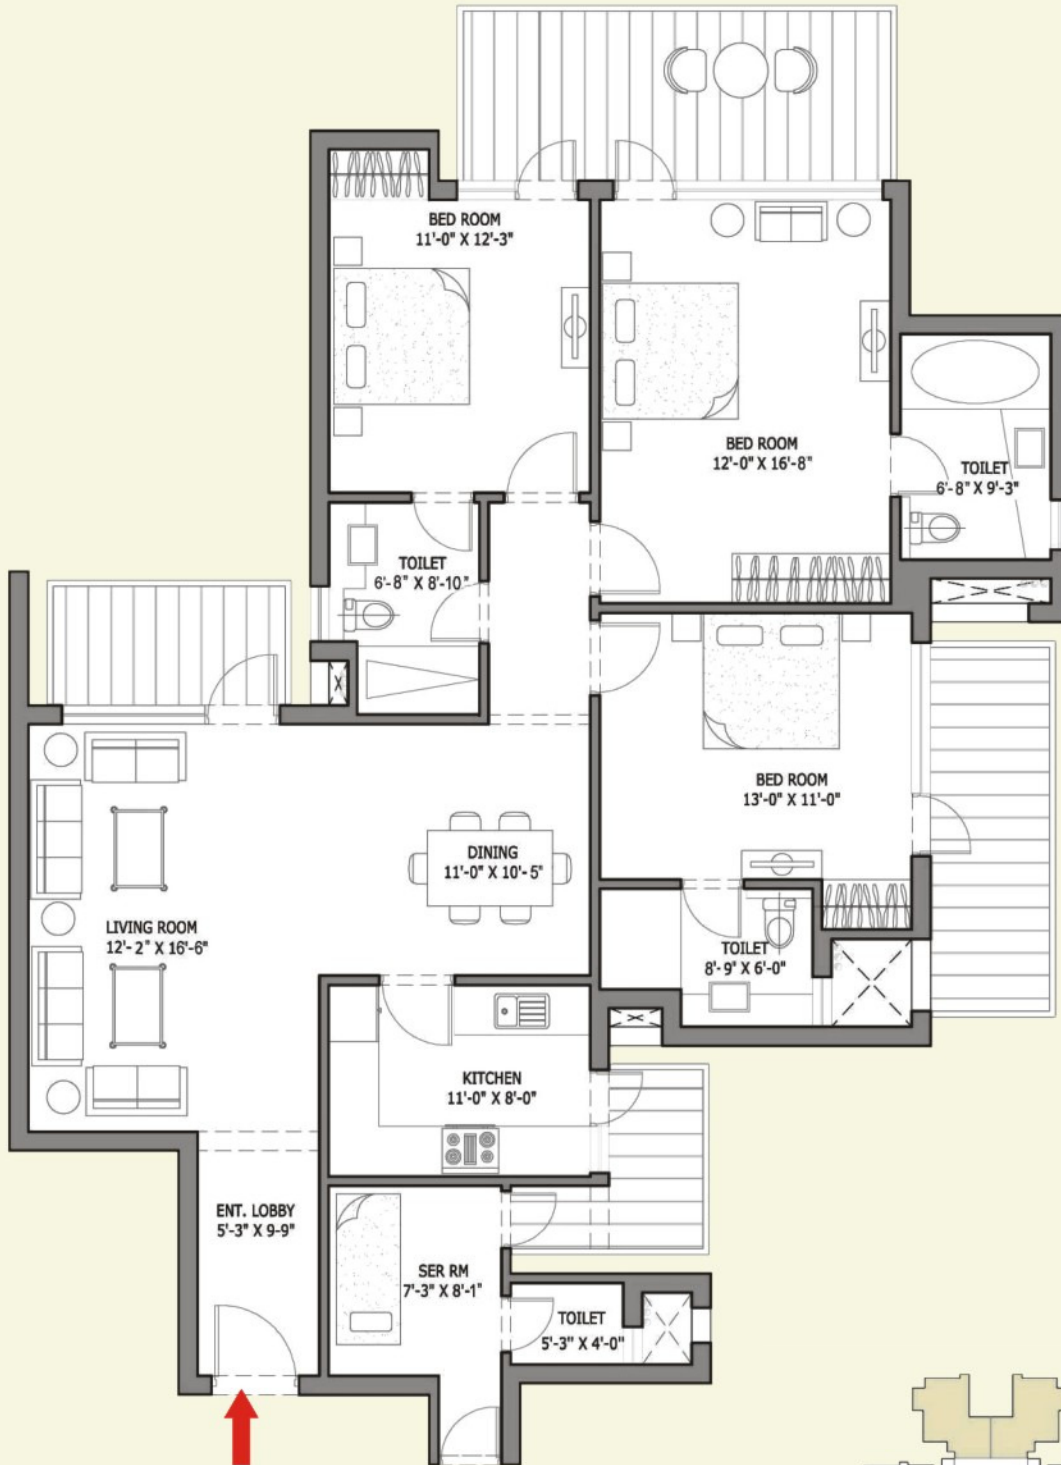 BED ROOM
11'-0" X 12'-3"
BED ROOM
12'-0" X 16'-8"
TOILET
6'-8" X 9'-3"
TOILET
6'-8" X 8'-10"
BED ROOM
13'-0" X 11'-0"
DINING
11'-0" X 10'-5"
LIVING ROOM
12'-2" X 16'-6"
TOILET
8'-9" X 6'-0"
KITCHEN
11'-0" X 8'-0"
ENT. LOBBY
5'-3" X 9-9"
SER RM
7'-3" X 8'-1"
TOILET
5'-3" X 4'-0"